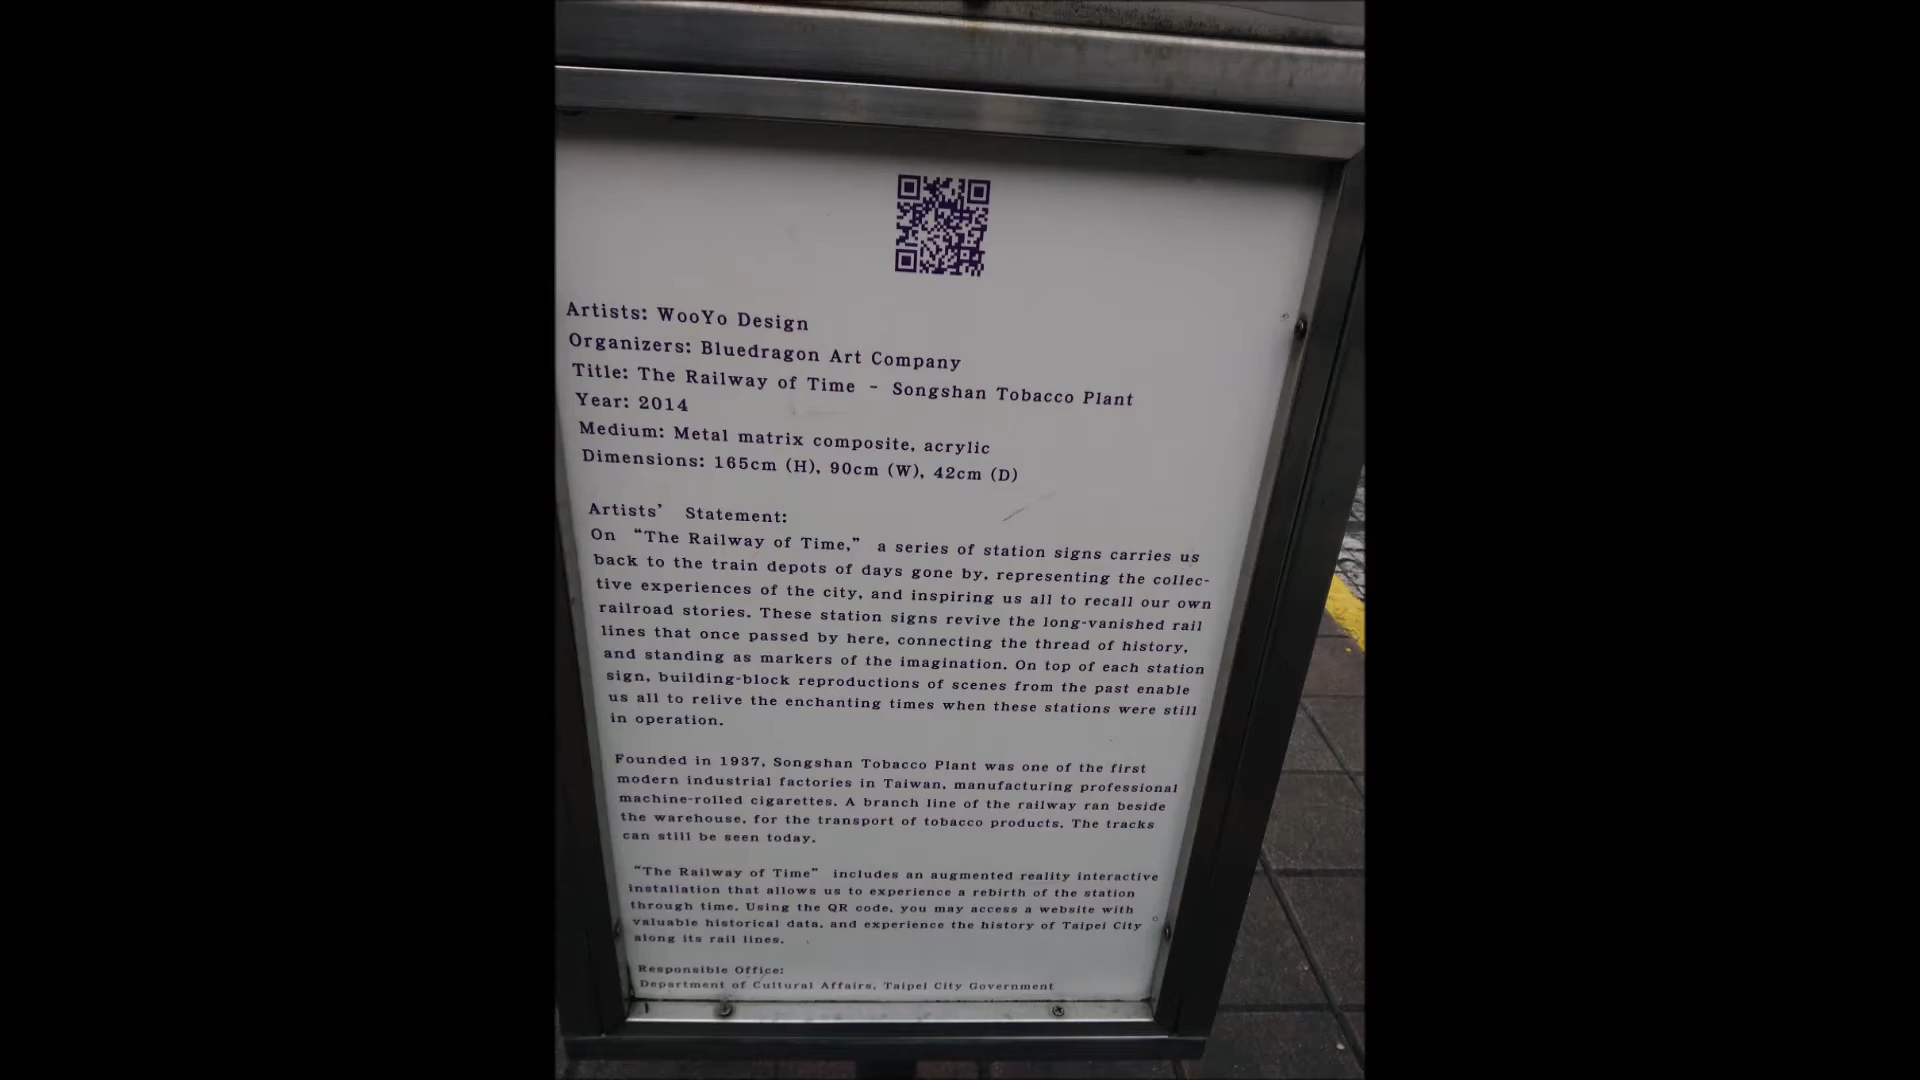 Artists: WooYo Design
Organizers: Bluedragon Art Company
Title: The Railway of Time - Songshan Tobacco Plant
Year: 2014
Medium: Metal matrix composite, acrylic
Dimensions: 165cm (H), 90cm (W), 42cm (D)
Artists' Statement:
On “The Railway of Time,” a series of station signs carries us
back to the train depots of days gone by, representing the collec-
tive experiences of the city, and inspiring us all to recall our own
railroad stories. These station signs revive the long-vanished rail
lines that once passed by here, connecting the thread of history,
and standing as markers of the imagination. On top of each station
sign, building-block reproductions of scenes from the past enable
us all to relive the enchanting times when these stations were still
in operation.
Founded in 1937, Songshan Tobacco Plant was one of the first
modern industrial factories in Taiwan, manufacturing professional
machine-rolled cigarettes. A branch line of the railway ran beside
the warehouse, for the transport of tobacco products. The tracks
can still be seen today.
“The Railway of Time” includes an augmented reality interactive
installation that allows us to experience a rebirth of the station
through time. Using the QR code, you may access a website with
valuable historical data, and experience the history of Taipei City
along its rail lines.
Responsible Office:
Department of Cultural Affairs, Taipei City Government